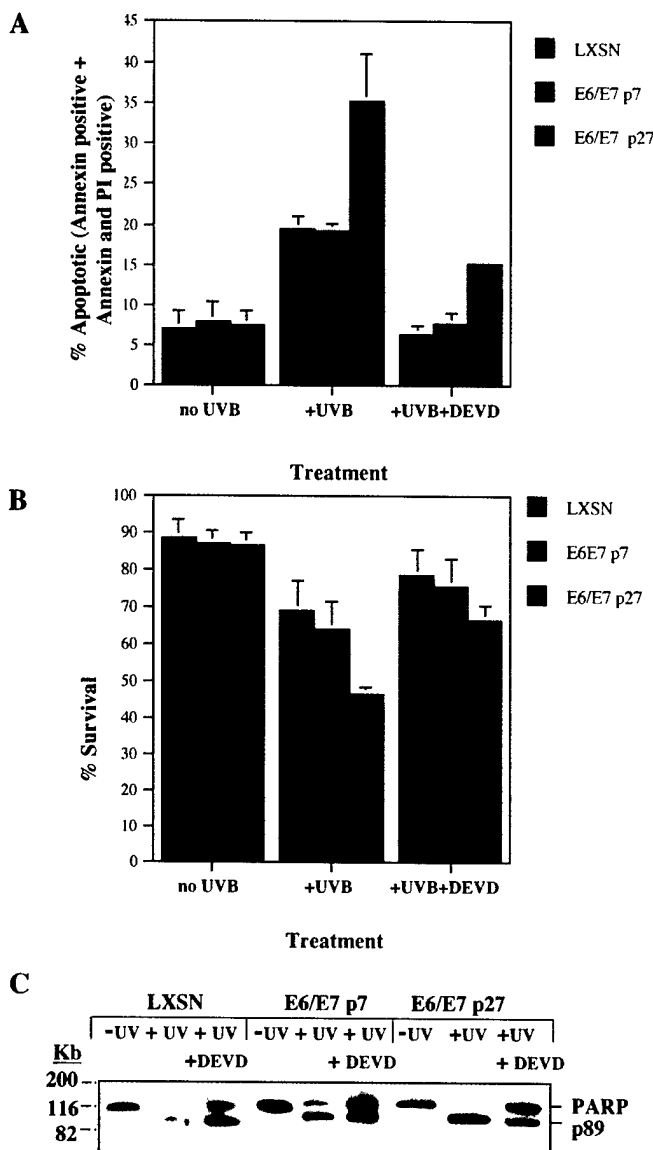 A
% Apoptotic (Annexin positive +
Annexin and PI positive)
45
40
35
30
25
20
15
10
5
0
no UVB
+UVB
+UVB+DEVD
Treatment
LXSN
E6/E7 p7
E6/E7 p27
B
% Survival
100
90
80
70
60
50
40
30
20
10
0
no UVB
+UVB
+UVB+DEVD
Treatment
LXSN
E6E7 p7
E6/E7 p27
C
LXSN E6/E7 p7 E6/E7 p27
-UV + UV + UV -UV + UV + UV -UV +UV +UV
Kb +DEVD + DEVD + DEVD
200
116 PARP
82 p89